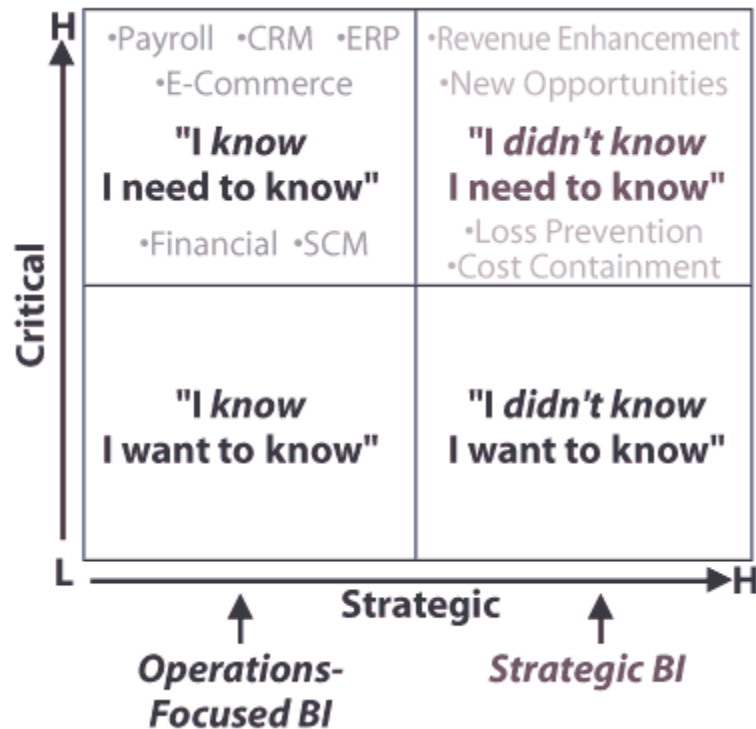 H
•Payroll •CRM •ERP
•E-Commerce
"I know
I need to know"
•Financial •SCM
•Revenue Enhancement
•New Opportunities
"I didn't know
I need to know"
•Loss Prevention
•Cost Containment
Critical
"I know
I want to know"
"I didn't know
I want to know"
L
H
Strategic
Operations-
Focused BI
Strategic BI